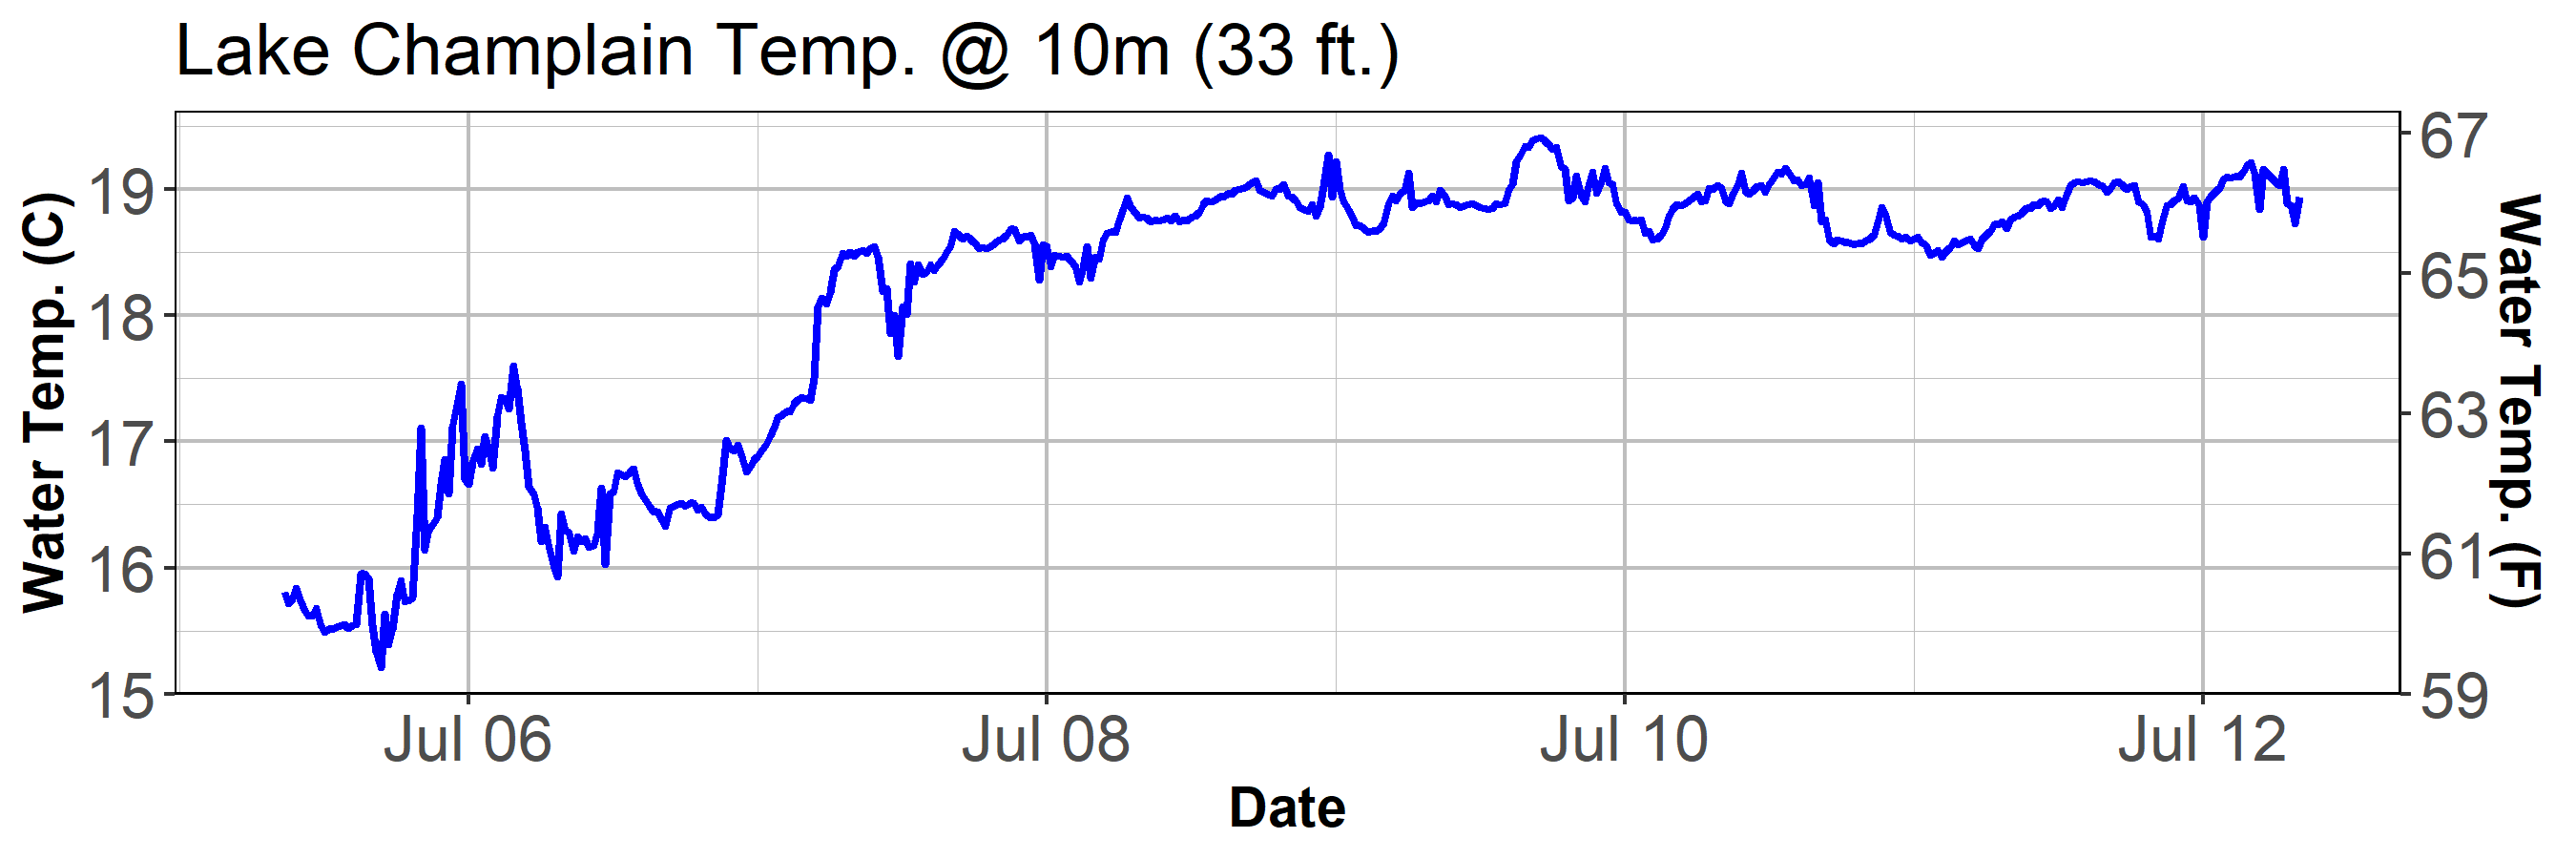 Lake Champlain Temp. @ 10m (33 ft.)
Water Temp. (C)
19
18
17
16
15
67
65
63
61
59
Water Temp. (F)
Jul 06 Jul 08 Jul 10 Jul 12
Date